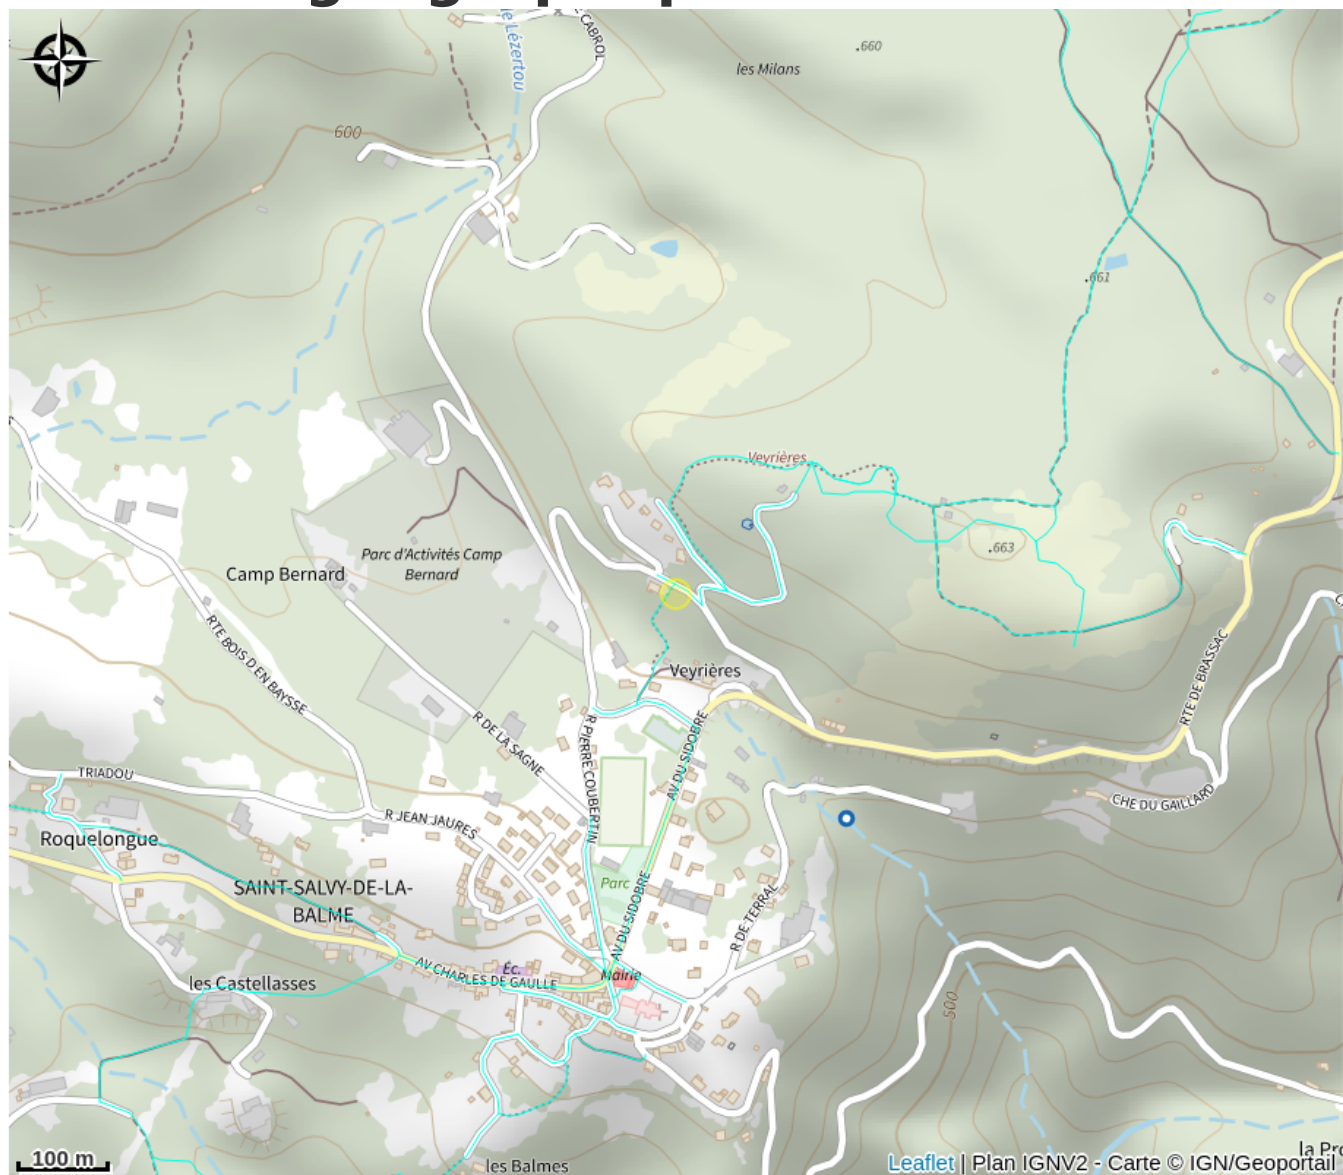 de Lézertou
CABROL
.660
les Milans
600
.661
Veyrières
G
.663
Parc d'Activités Camp
Bernard
Camp Bernard
RTE BOIS D EN BAYSSE
Veyrières
RTE DE BRASSAC
R DE LA SAGNE
R PIERRE COUBERTIN
AV DU SIDOBRE
TRIADOU
CHE DU GAILLARD
R JEAN JAURES
Roquelongue
SAINT-SALVY-DE-LA-
BALME
Parc
AV DU SIDOBRE
R DE TERRAL
Éc.
Mairie
AV CHARLES DE GAULLE
les Castellasses
500
100 m
les Balmes
la Pro
Leaflet | Plan IGNV2 - Carte © IGN/Geoportail